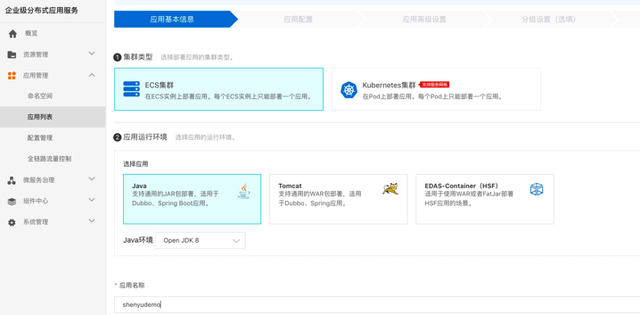 企业级分布式应用服务
概览
资源管理
应用管理
命名空间
应用列表
配置管理
全链路流量控制
微服务治理
组件中心
系统管理
应用基本信息
应用配置
应用高级设置
分组设置（选填）
1 集群类型 选择部署应用的集群类型。
ECS集群
在ECS实例上部署应用，每个ECS实例上只能部署一个应用。
Kubernetes集群
在Pod上部署应用，每个Pod上只能部署一个应用。
2 应用运行环境 选择应用的运行环境。
选择应用
Java
支持通用的JAR包部署，适用于
Dubbo、Spring Boot应用。
Tomcat
支持通用的WAR包部署，适用
于Dubbo、Spring应用。
EDAS-Container（HSF）
适用于使用WAR或者FatJar部署
HSF应用的场景。
Java环境 Open JDK 8
* 应用名称
shenyudemo